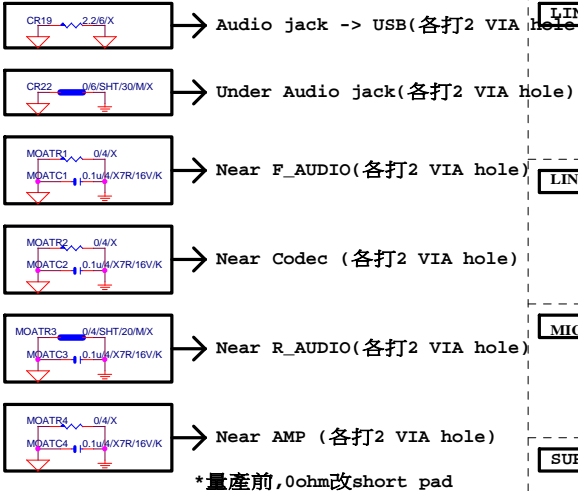 CR19 2.2/6/X
Audio jack -> USB(各打2 VIA hole)
CR22 0/6/SHT/30/M/X
Under Audio jack(各打2 VIA hole)
MOATR1 0/4/X
MOATC1 0.1u/4/X7R/16V/K
Near F_AUDIO(各打2 VIA hole)
MOATR2 0/4/X
MOATC2 0.1u/4/X7R/16V/K
Near Codec (各打2 VIA hole)
MOATR3 0/4/SHT/20/M/X
MOATC3 0.1u/4/X7R/16V/K
Near R_AUDIO(各打2 VIA hole)
MOATR4 0/4/X
MOATC4 0.1u/4/X7R/16V/K
Near AMP (各打2 VIA hole)
*量產前,0ohm改short pad
LIN
LIN
MIC